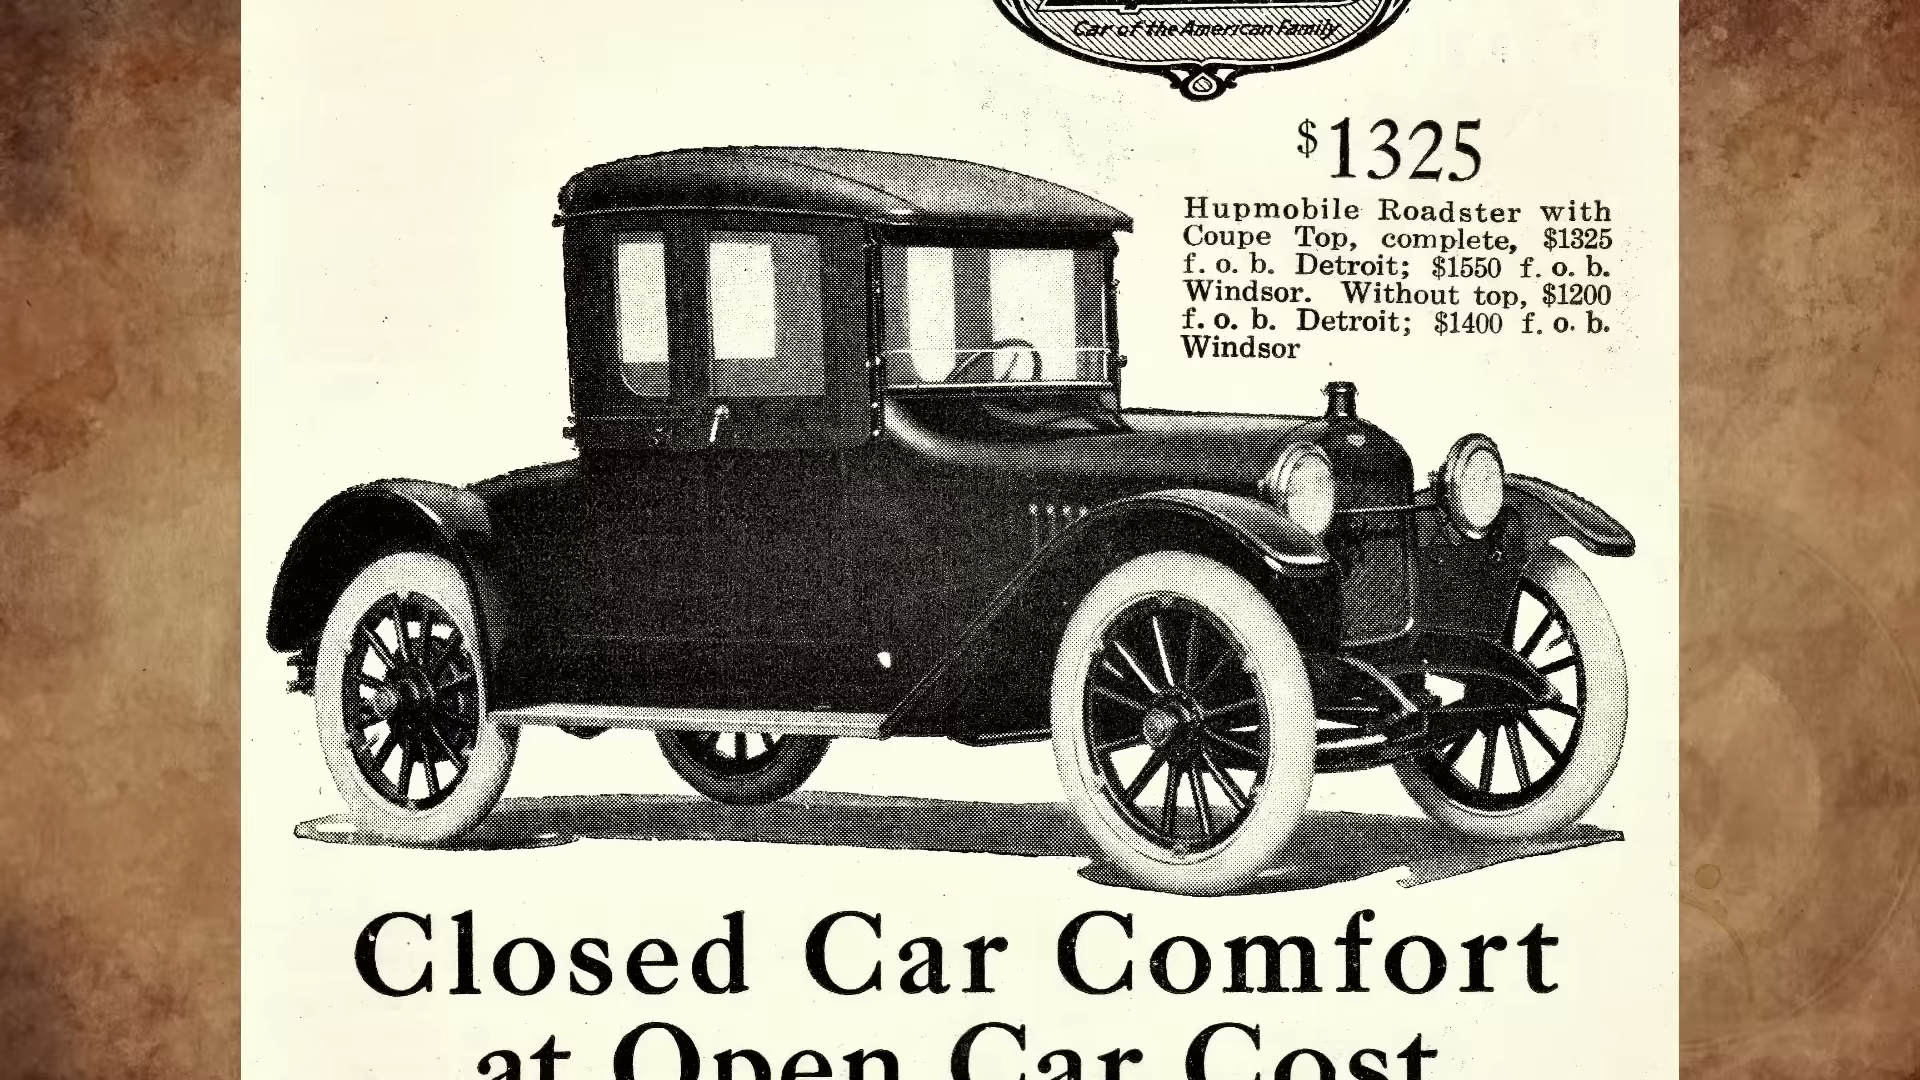 Car of the American Family
$1325
Hupmobile Roadster with
Coupe Top, complete, $1325
f. o. b. Detroit; $1550 f. o. b.
Windsor. Without top, $1200
f. o. b. Detroit; $1400 f. o. b.
Windsor
Closed Car Comfort
at Open Car Cost